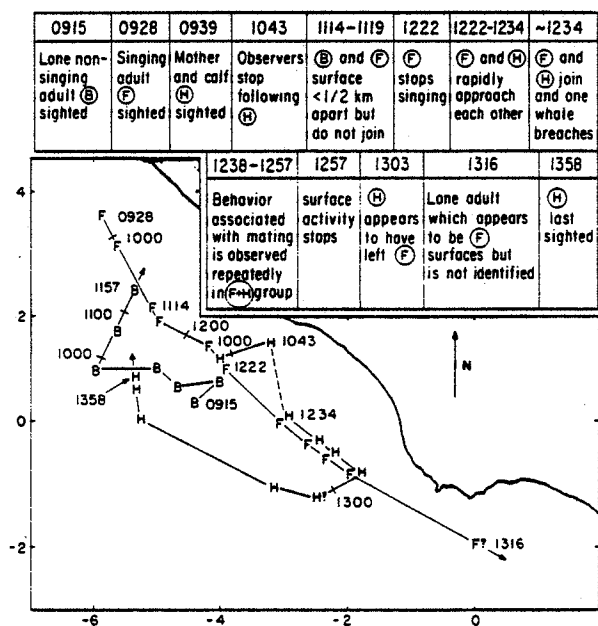 0915
Lone non-
singing
adult Ⓑ
sighted
0928
Singing
adult
Ⓕ
sighted
0939
Mother
and calf
Ⓗ
sighted
1043
Observers
stop
following
Ⓗ
1114-1119
Ⓑ and Ⓕ
surface
<1/2 km
apart but
do not join
1222
Ⓕ
stops
singing
1222-1234
Ⓕ and Ⓗ
rapidly
approach
each other
~1234
Ⓕ and
Ⓗ join
and one
whale
breaches
1238-1257
Behavior
associated
with mating
is observed
repeatedly
in F+H group
1257
surface
activity
stops
1303
Ⓗ
appears
to have
left Ⓕ
1316
Lone adult
which appears
to be Ⓕ
surfaces but
is not identified
1358
Ⓗ
last
sighted
4
2
0
-2
-6
-4
-2
0
F 0928
1000
F
1157
B
F 1114
F
1100
B
1200
F
1000
H
H 1043
1000
B
B
B
B
B 0915
F 1222
H
H
1358
H
H 1234
F
H
F
H
F
F
H
H
H?
1300
F? 1316
N